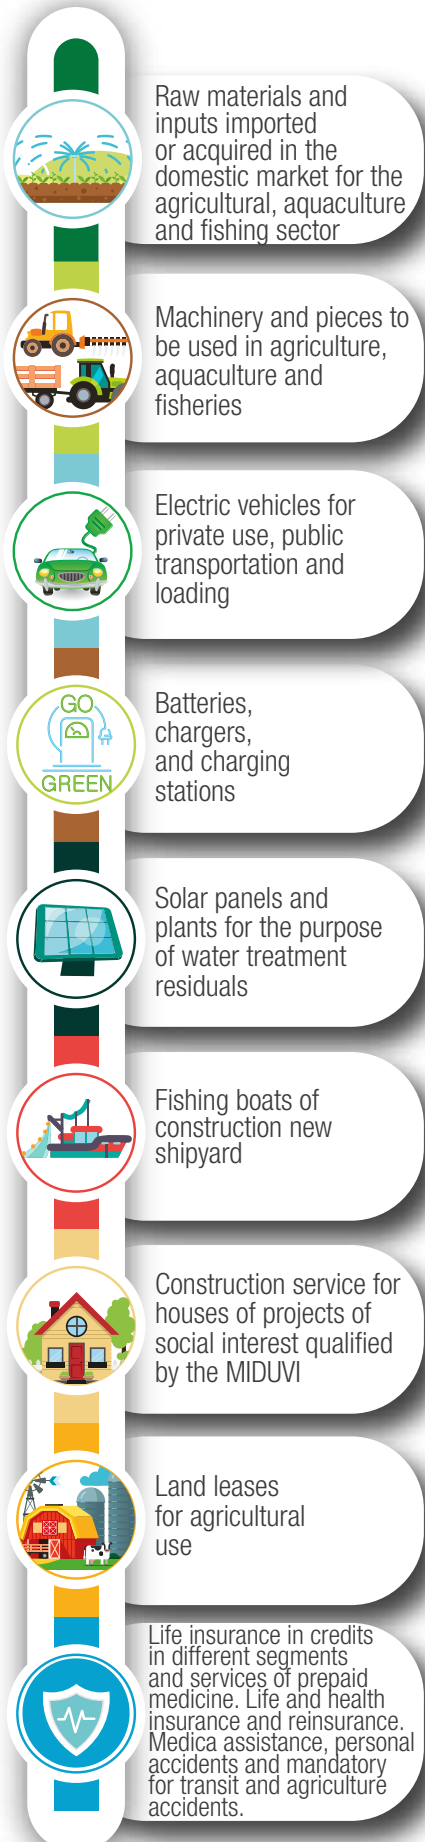 Raw materials and
inputs imported
or acquired in the
domestic market for the
agricultural, aquaculture
and fishing sector
Machinery and pieces to
be used in agriculture,
aquaculture and
fisheries
Electric vehicles for
private use, public
transportation and
loading
GO
GREEN
Batteries,
chargers,
and charging
stations
Solar panels and
plants for the purpose
of water treatment
residuals
Fishing boats of
construction new
shipyard
Construction service for
houses of projects of
social interest qualified
by the MIDUVI
Land leases
for agricultural
use
Life insurance in credits
in different segments
and services of prepaid
medicine. Life and health
insurance and reinsurance.
Medica assistance, personal
accidents and mandatory
for transit and agriculture
accidents.